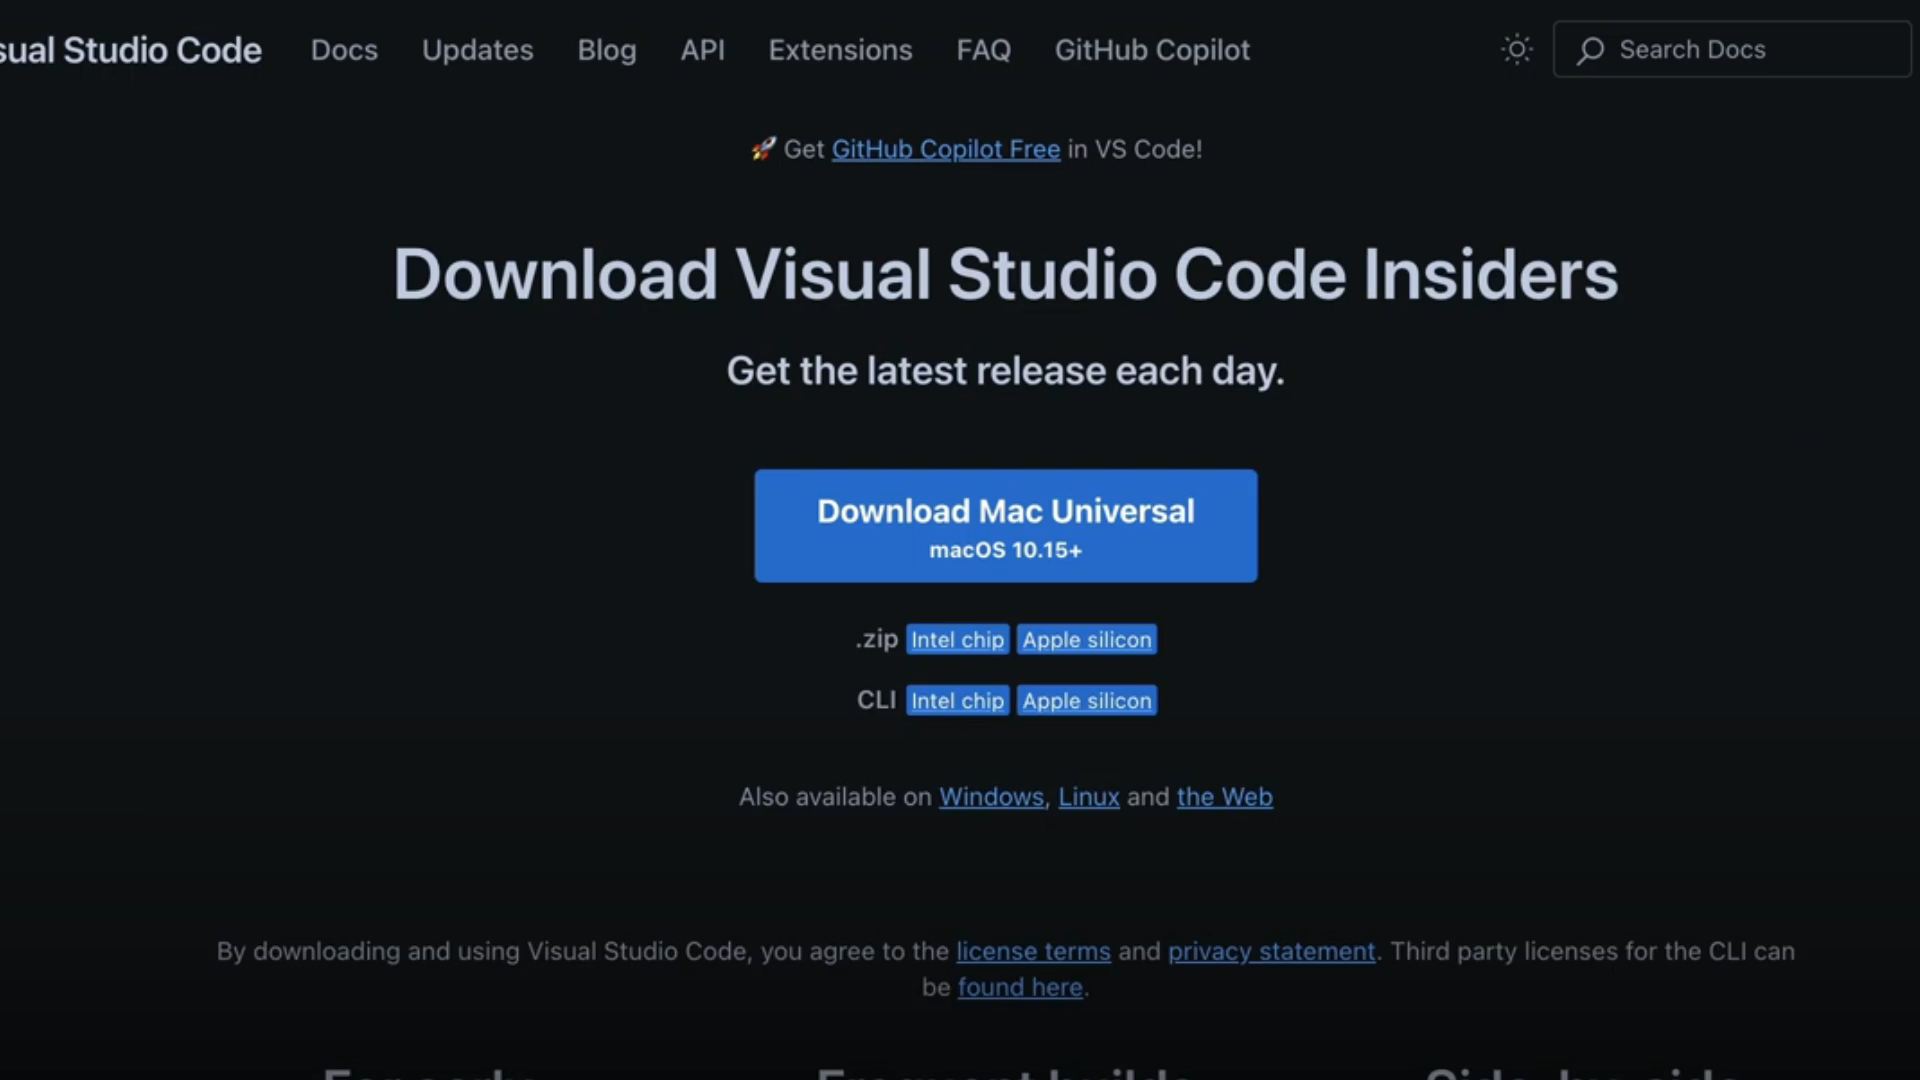 Studio Code Docs Updates Blog API Extensions FAQ GitHub Copilot Search Docs
🚀 Get GitHub Copilot Free in VS Code!
Download Visual Studio Code Insiders
Get the latest release each day.
Download Mac Universal
macOS 10.15+
.zip Intel chip Apple silicon
CLI Intel chip Apple silicon
Also available on Windows, Linux and the Web
By downloading and using Visual Studio Code, you agree to the license terms and privacy statement. Third party licenses for the CLI can
be found here.